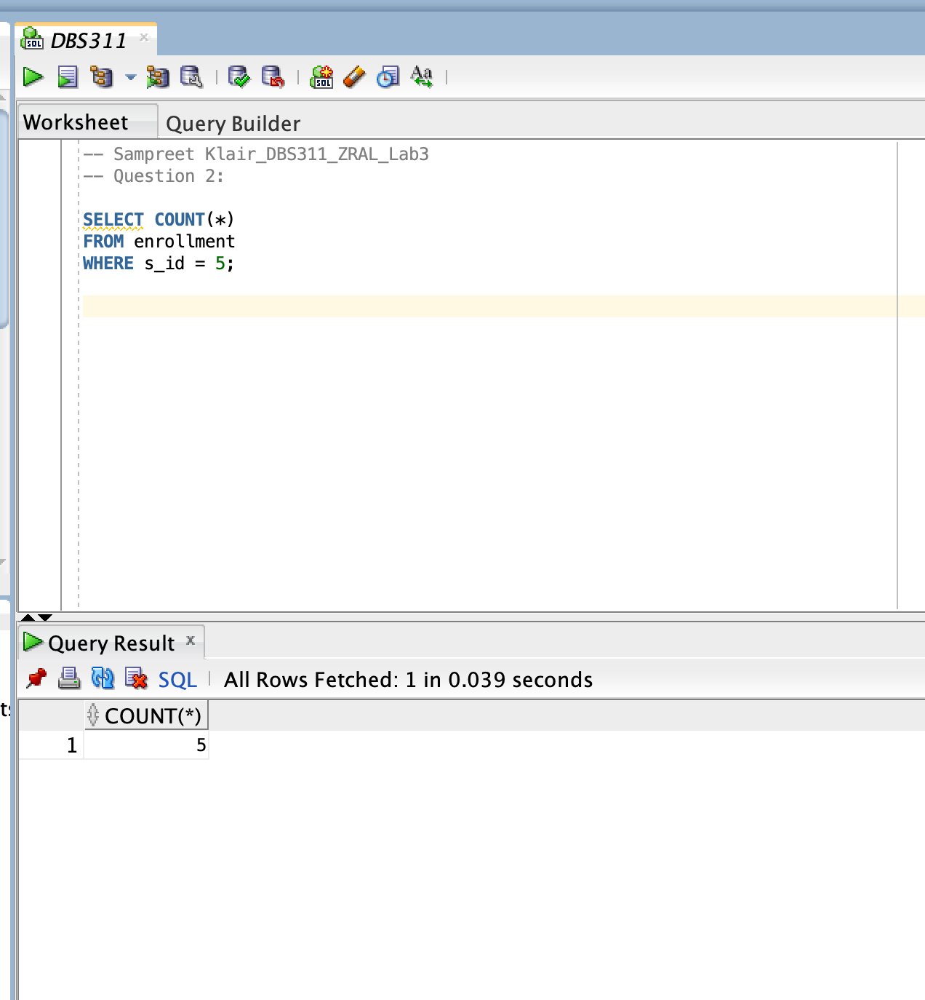 DBS311
Worksheet
Query Builder
-- Sampreet Klair_DBS311_ZRAL_Lab3
-- Question 2:
SELECT COUNT(*)
FROM enrollment
WHERE s_id = 5;
Query Result
SQL
All Rows Fetched: 1 in 0.039 seconds
COUNT(*)
1 5